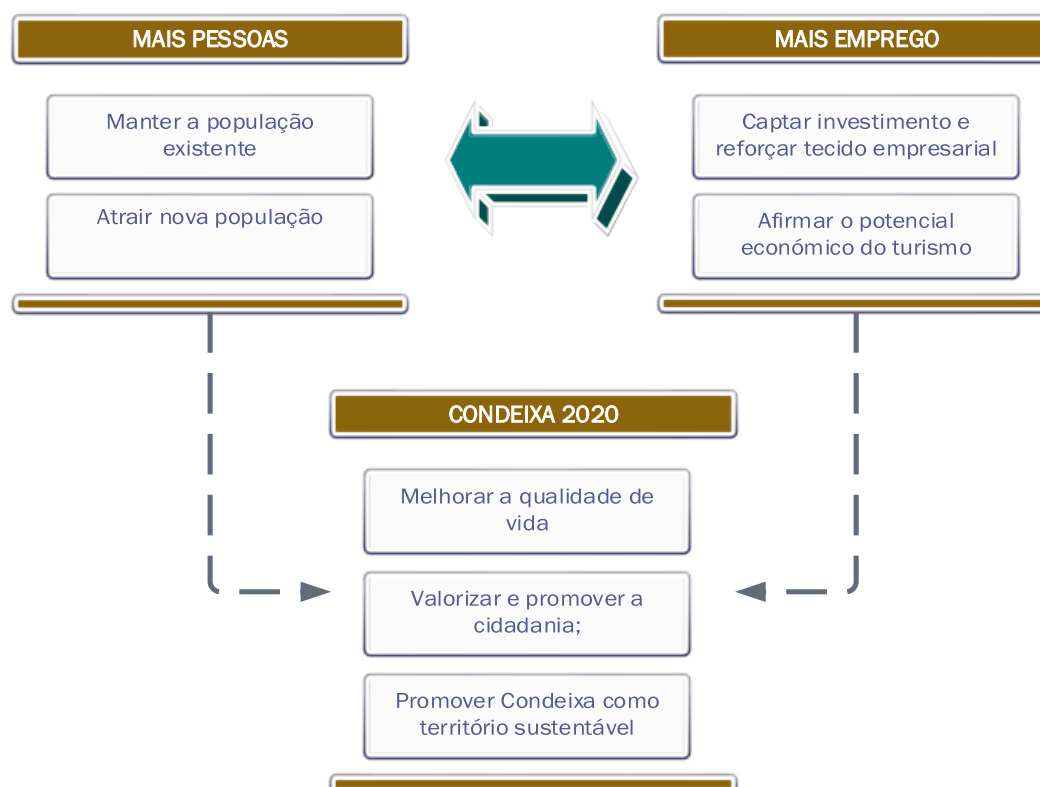 MAIS PESSOAS
Manter a população
existente
Atrair nova população
MAIS EMPREGO
Captar investimento e
reforçar tecido empresarial
Afirmar o potencial
económico do turismo
CONDEIXA 2020
Melhorar a qualidade de
vida
Valorizar e promover a
cidadania;
Promover Condeixa como
território sustentável